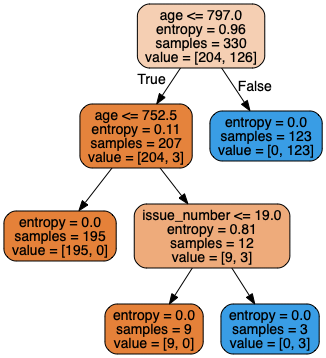 age <= 797.0
entropy = 0.96
samples = 330
value = [204, 126]
True
False
age <= 752.5
entropy = 0.11
samples = 207
value = [204, 3]
entropy = 0.0
samples = 123
value = [0, 123]
entropy = 0.0
samples = 195
value = [195, 0]
issue_number <= 19.0
entropy = 0.81
samples = 12
value = [9, 3]
entropy = 0.0
samples = 9
value = [9, 0]
entropy = 0.0
samples = 3
value = [0, 3]